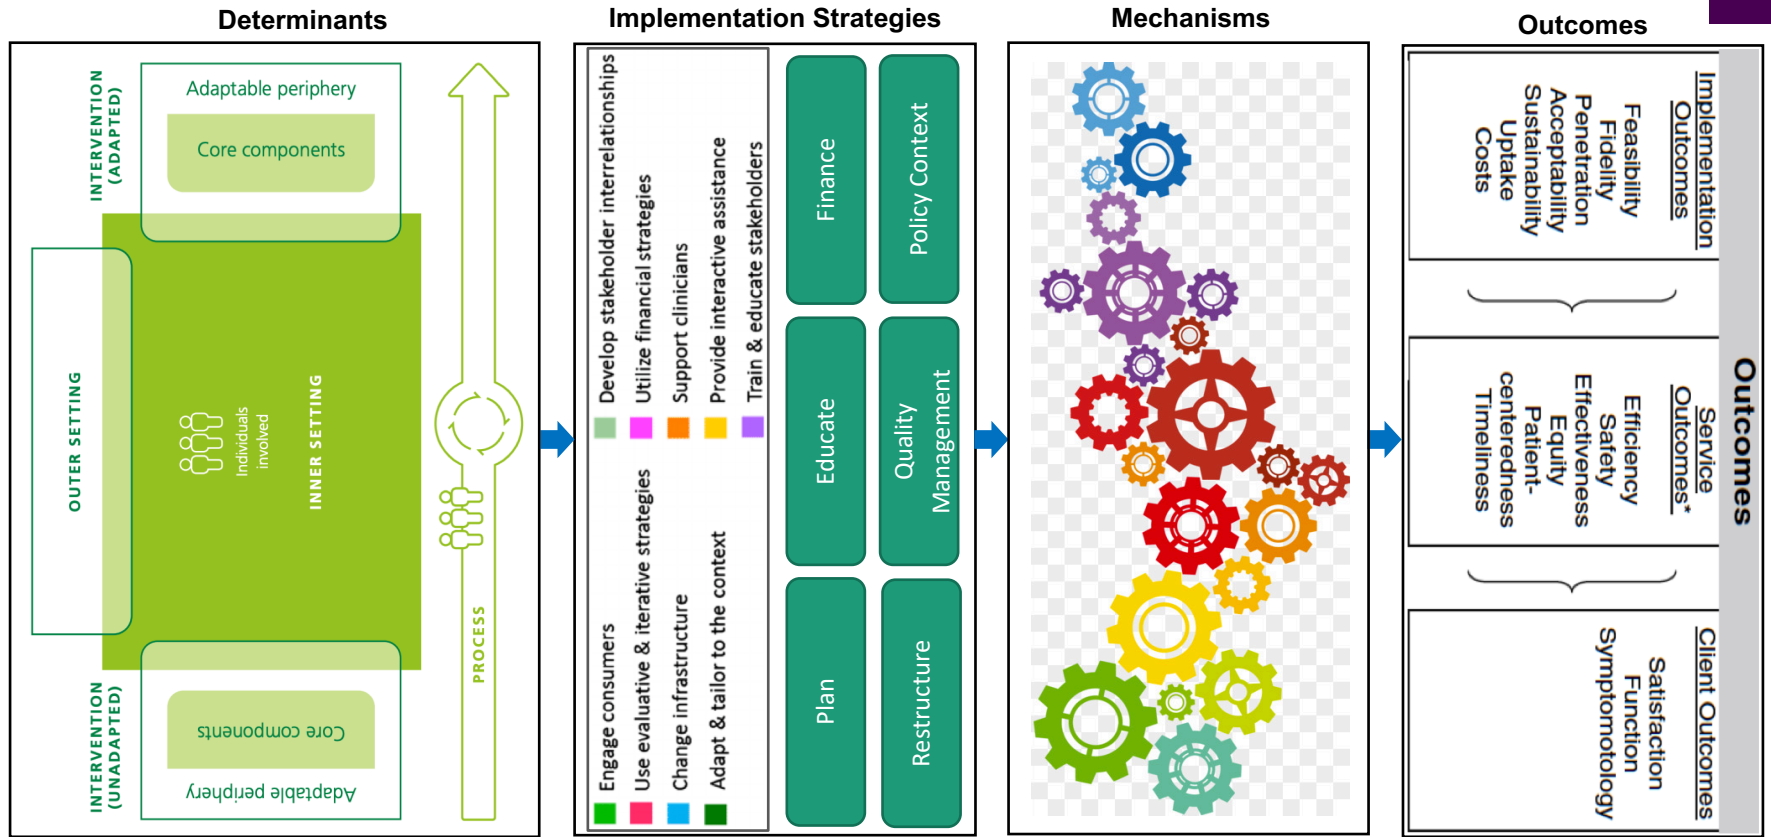 Determinants
Implementation Strategies
Mechanisms
Outcomes
INTERVENTION
(ADAPTED)
Adaptable periphery
Core components
OUTER SETTING
Individuals
involved
INNER SETTING
PROCESS
INTERVENTION
(UNADAPTED)
Core components
Adaptable periphery
Engage consumers
Use evaluative & iterative strategies
Change infrastructure
Adapt & tailor to the context
Develop stakeholder interrelationships
Utilize financial strategies
Support clinicians
Provide interactive assistance
Train & educate stakeholders
Finance
Policy Context
Educate
Quality
Management
Plan
Restructure
Implementation
Outcomes
Feasibility
Fidelity
Penetration
Acceptability
Sustainability
Uptake
Costs
Service
Outcomes*
Efficiency
Safety
Effectiveness
Equity
Patient-
centeredness
Timeliness
Client Outcomes
Satisfaction
Function
Symptomotology
Outcomes